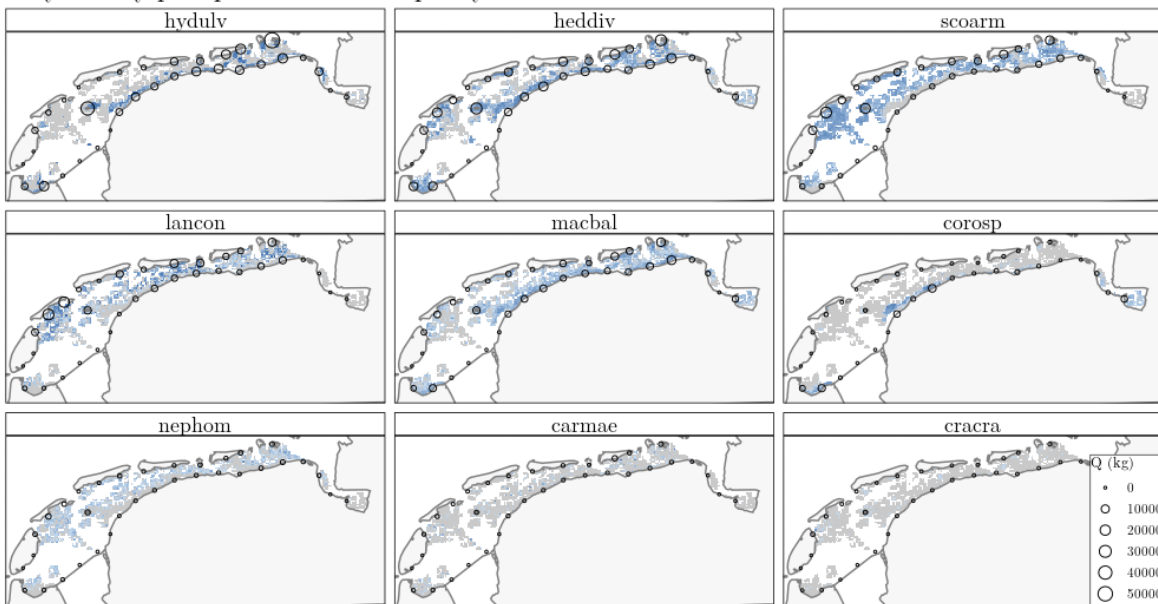 hydulv
heddiv
scoarm
lancon
macbal
corosp
nephom
carmae
cracra
Q (kg)
0
10000
20000
30000
40000
50000